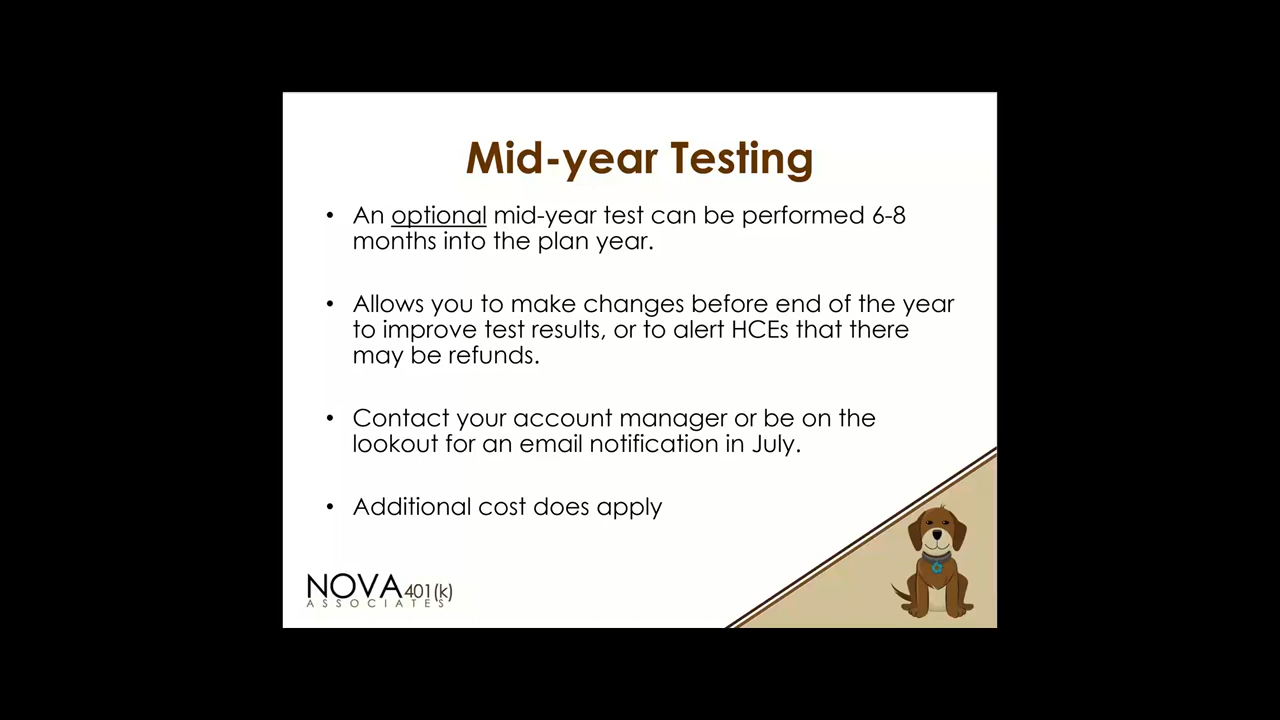 Mid-year Testing
• An optional mid-year test can be performed 6-8
months into the plan year.
• Allows you to make changes before end of the year
to improve test results, or to alert HCEs that there
may be refunds.
• Contact your account manager or be on the
lookout for an email notification in July.
• Additional cost does apply
NOVA 401(k)
ASSOCIATES